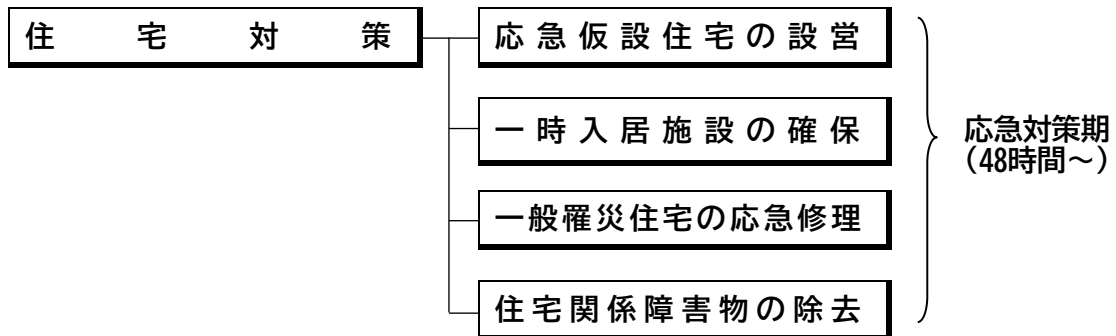 住宅対策
応急仮設住宅の設営
一時入居施設の確保
一般罹災住宅の応急修理
住宅関係障害物の除去
応急対策期
(48時間～)